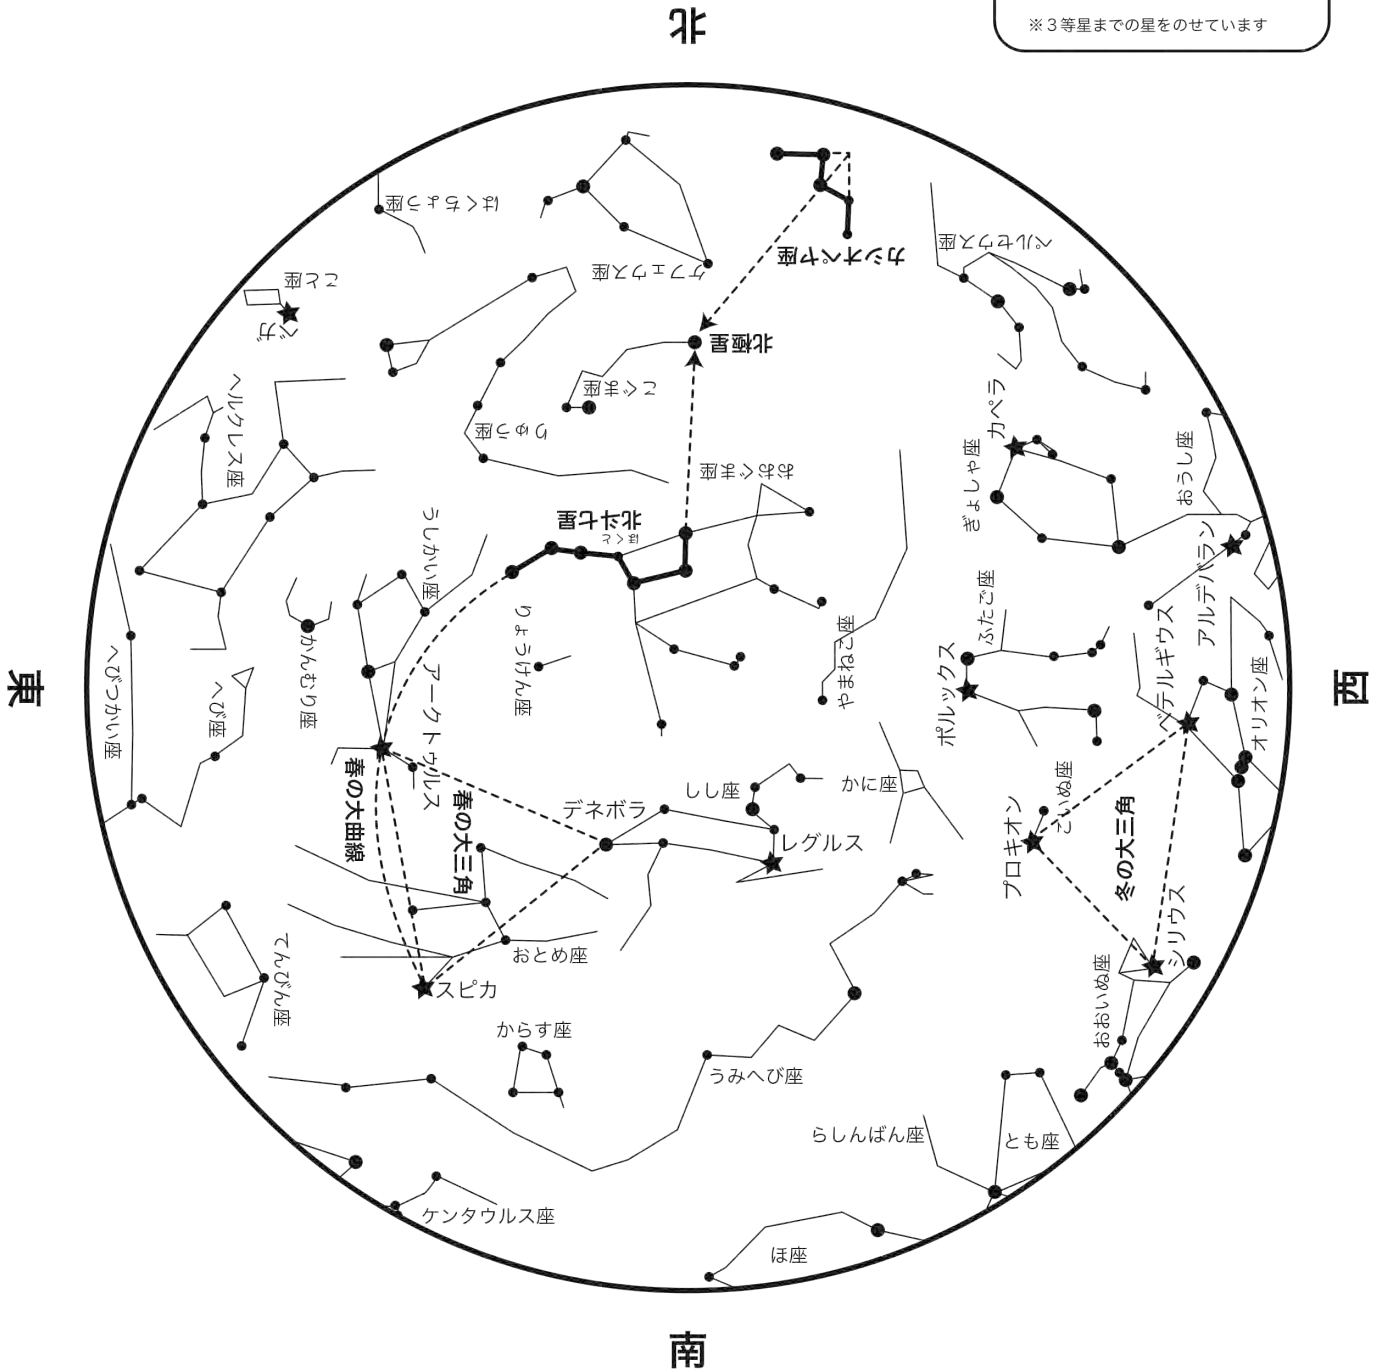 ※３等星までの星をのせています
北
はくちょう座
ケフェウス座
カシオペヤ座
ペルセウス座
こと座
ベガ
北極星
こぐま座
りゅう座
ヘルクレス座
カペラ
ぎょしゃ座
おうし座
おおぐま座
北斗七星
ほくと
うしかい座
アルデバラン
ふたご座
りょうけん座
やまねこ座
ベテルギウス
ポルックス
オリオン座
かんむり座
へび座
へびつかい座
東
西
アークトゥルス
春の大曲線
春の大三角
デネボラ
しし座
レグルス
かに座
こいぬ座
プロキオン
冬の大三角
シリウス
おおいぬ座
おとめ座
スピカ
てんびん座
からす座
うみへび座
らしんばん座
とも座
ケンタウルス座
ほ座
南